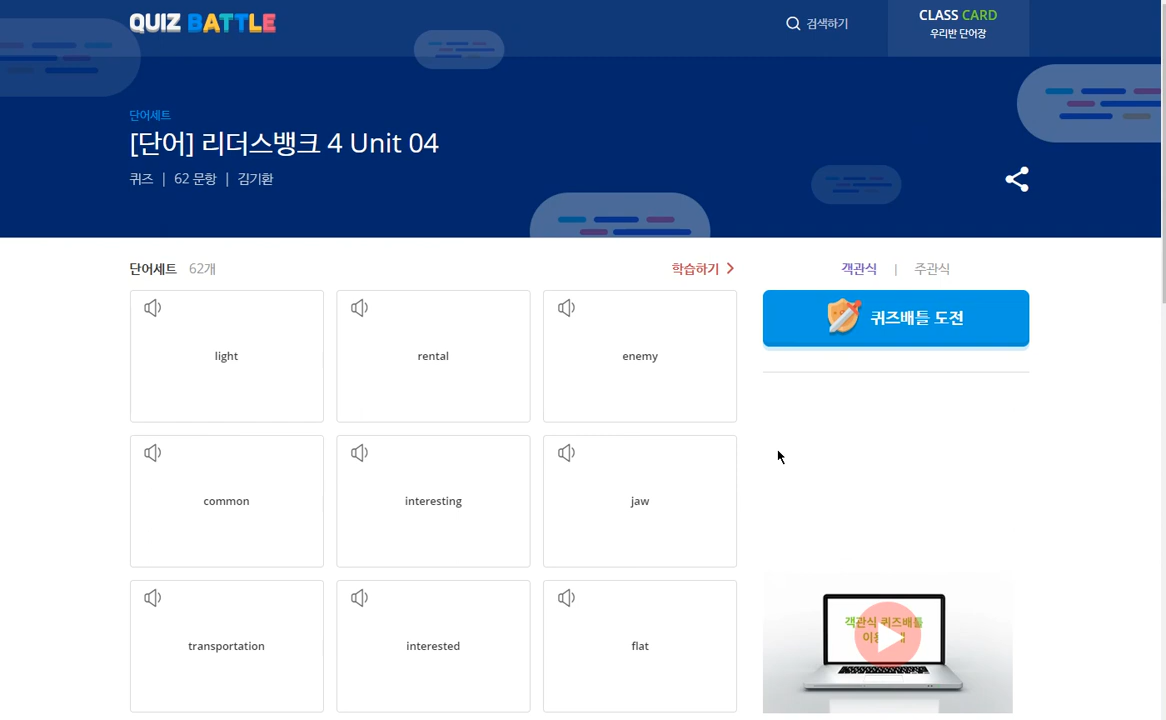 QUIZ BATTLE
검색하기
CLASS CARD
우리반 단어장
단어세트
[단어] 리더스뱅크 4 Unit 04
퀴즈 | 62 문항 | 김기환
단어세트 62개
학습하기
객관식 | 주관식
퀴즈배틀 도전
light
rental
enemy
common
interesting
jaw
transportation
interested
flat
객관식 퀴즈배틀